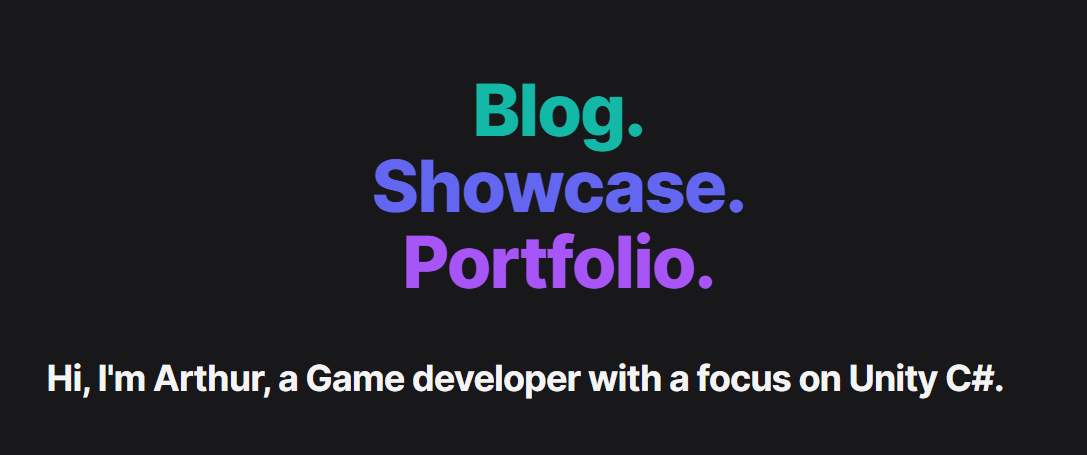 Blog.
Showcase.
Portfolio.
Hi, I'm Arthur, a Game developer with a focus on Unity C#.